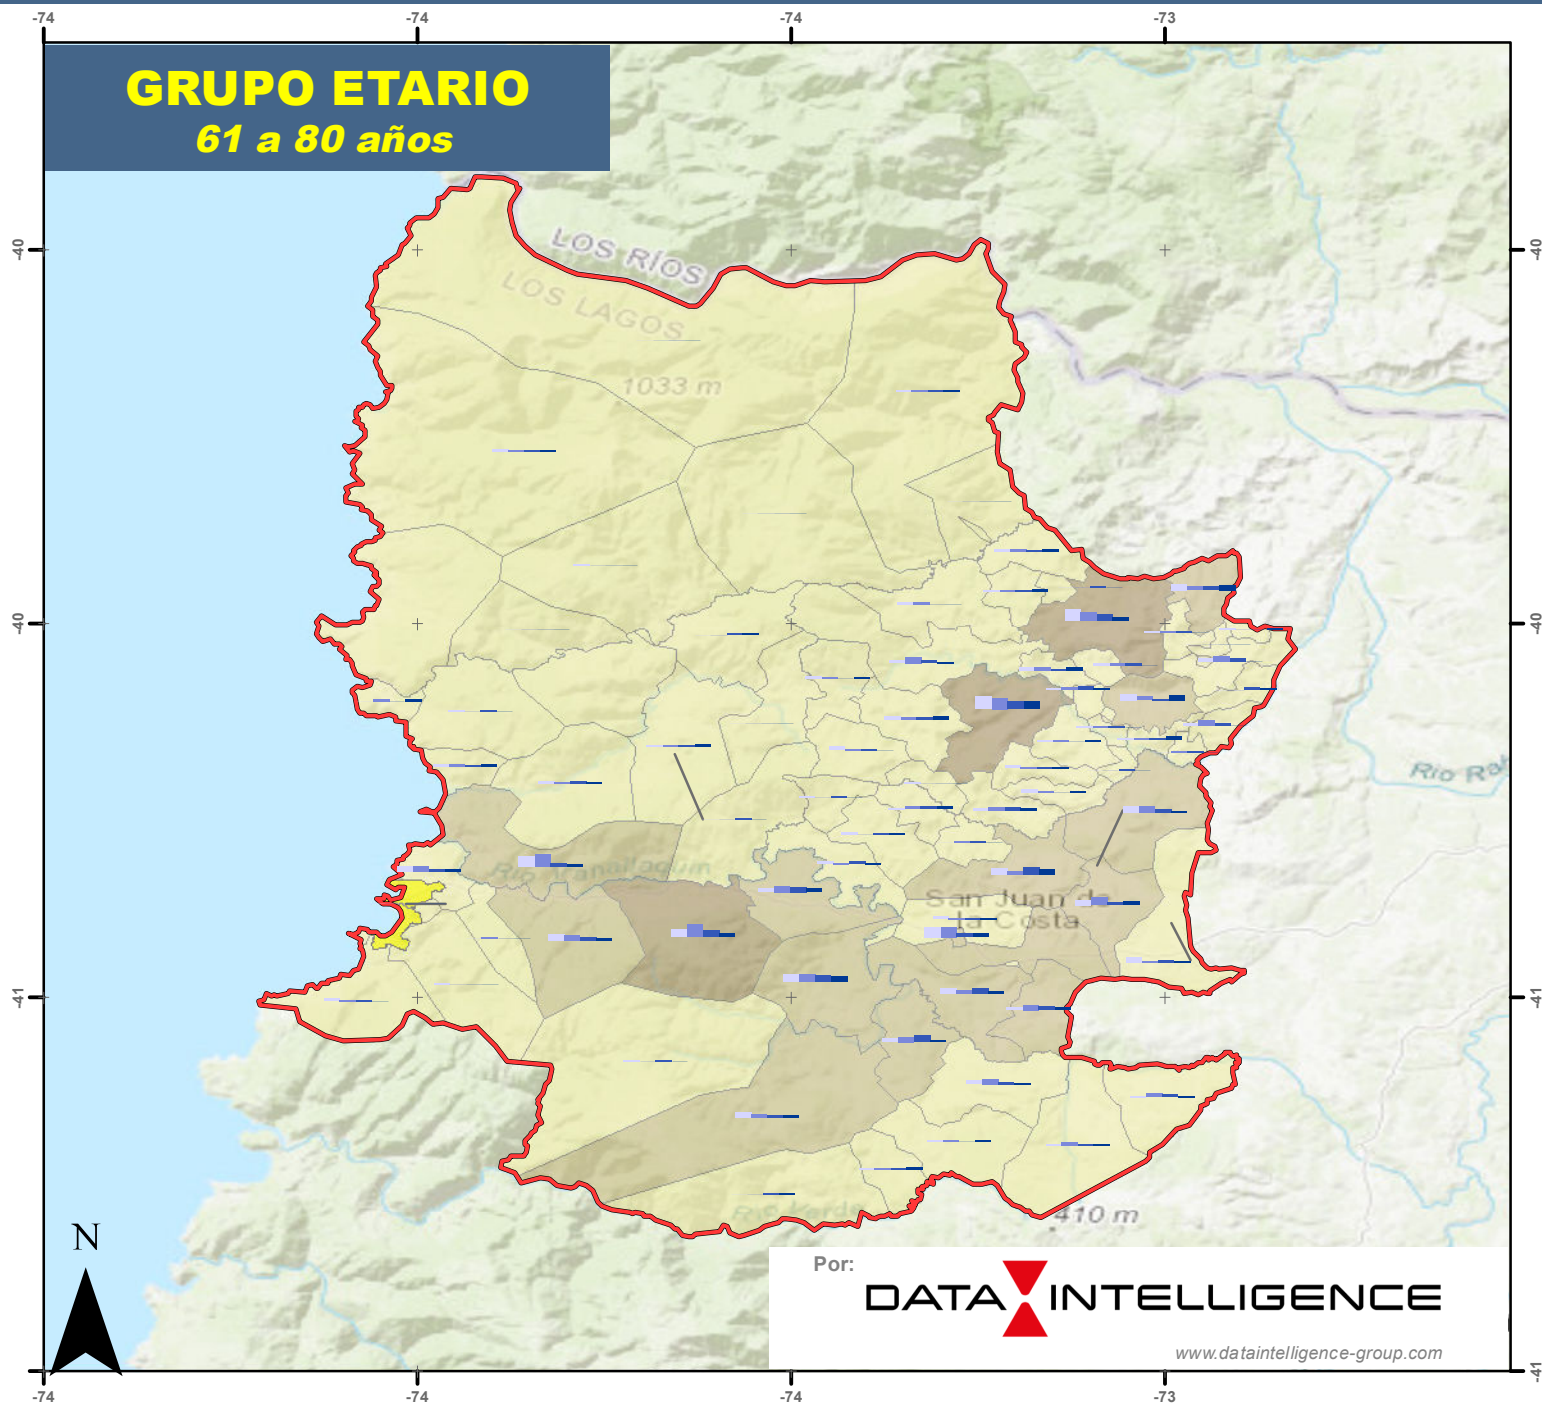 -74
-74
-74
-73
GRUPO ETARIO
61 a 80 años
LOS RÍOS
LOS LAGOS
1033 m
-40
-40
-40
-40
San Juan de
la Costa
-41
-41
410 m
N
Por:
DATA INTELLIGENCE
www.dataintelligence-group.com
-41
-74
-74
-74
-73